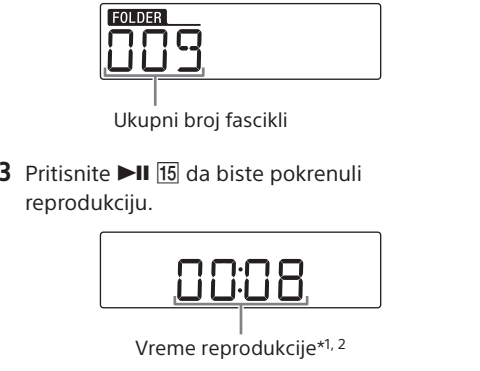 FOLDER
009
Ukupni broj fascikli
3 Pritisnite ►II 15 da biste pokrenuli
reprodukciju.
00:08
Vreme reprodukcije*1, 2